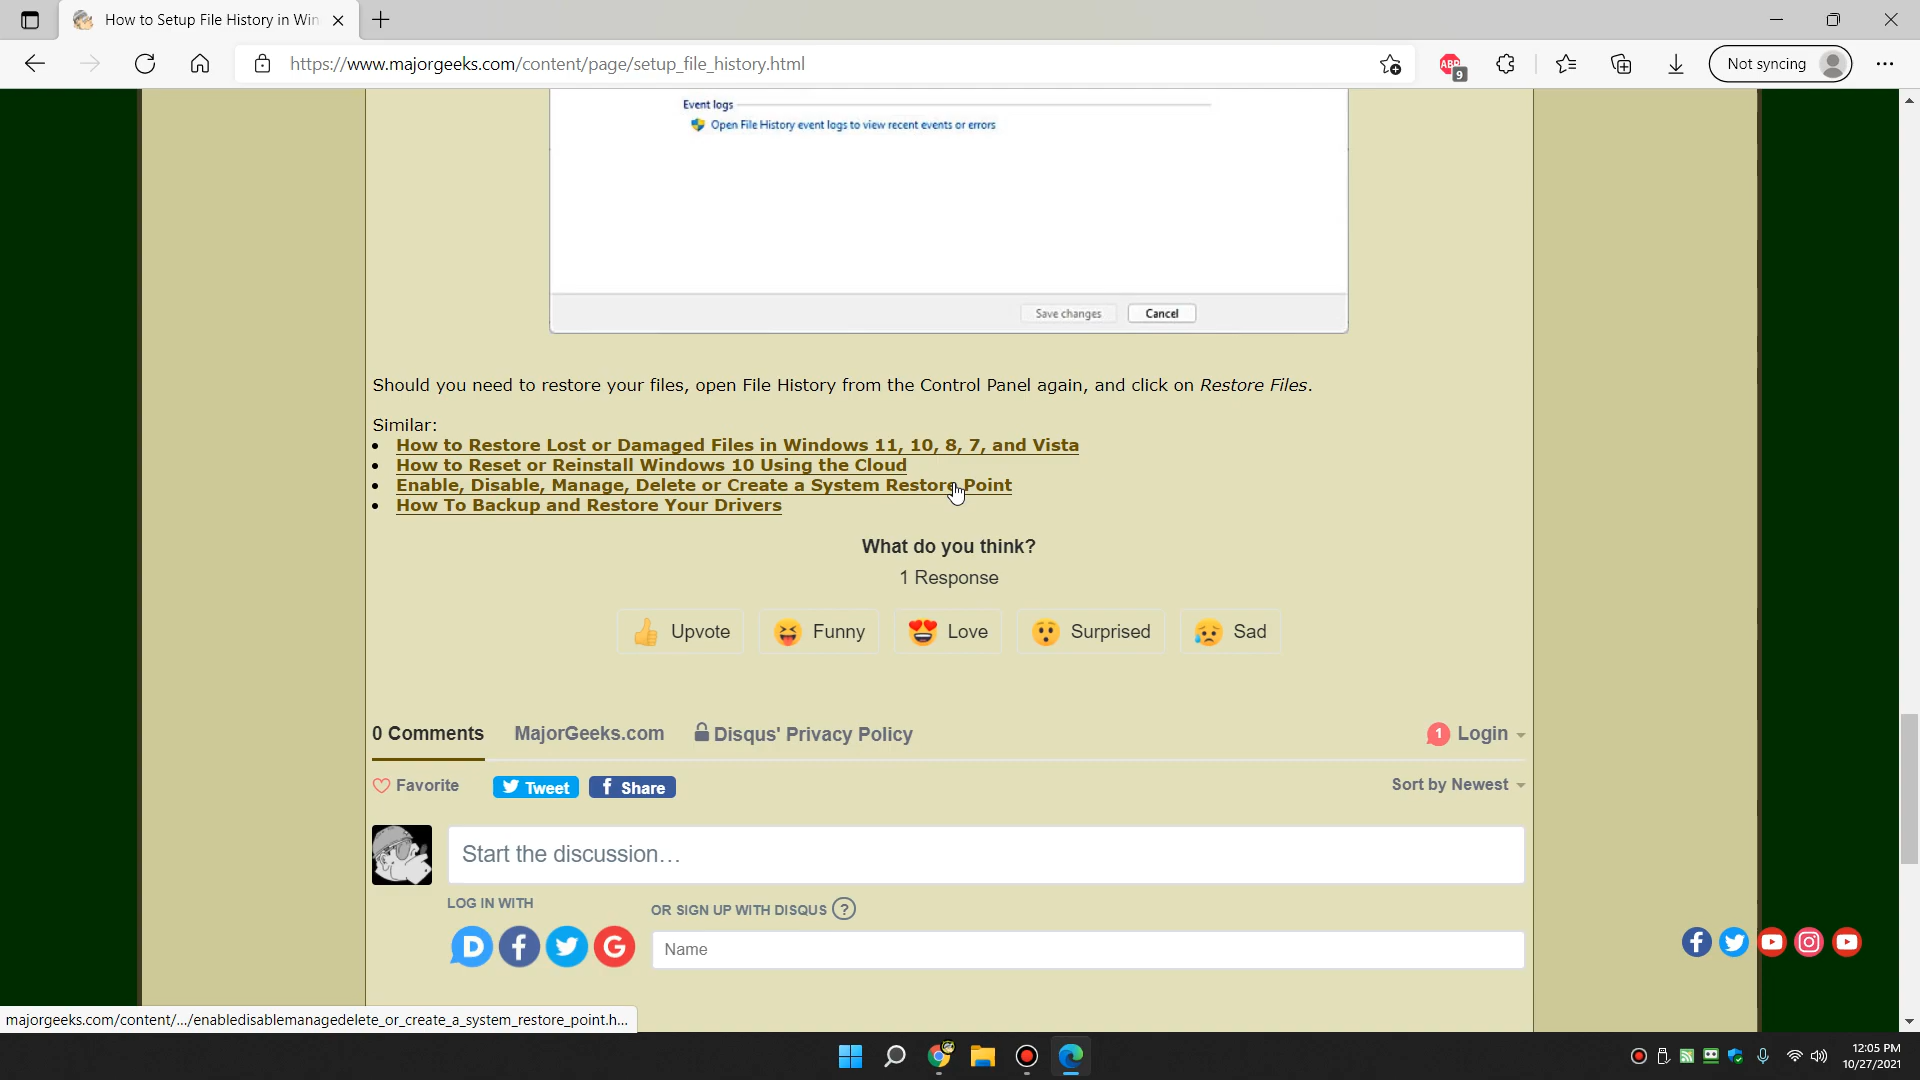 How to Setup File History in Win
https://www.majorgeeks.com/content/page/setup_file_history.html
ABP
9
Not syncing
Event logs
Open File History event logs to view recent events or errors
Save changes
Cancel
Should you need to restore your files, open File History from the Control Panel again, and click on Restore Files.
Similar:
• How to Restore Lost or Damaged Files in Windows 11, 10, 8, 7, and Vista
• How to Reset or Reinstall Windows 10 Using the Cloud
• Enable, Disable, Manage, Delete or Create a System Restore Point
• How To Backup and Restore Your Drivers
What do you think?
1 Response
Upvote
Funny
Love
Surprised
Sad
0 Comments
MajorGeeks.com
Disqus' Privacy Policy
1
Login
Favorite
Tweet
f Share
Sort by Newest
Start the discussion…
LOG IN WITH
OR SIGN UP WITH DISQUS ?
D
f
G
Name
f
majorgeeks.com/content/.../enabledisablemanagedelete_or_create_a_system_restore_point.h...
12:05 PM
10/27/2021